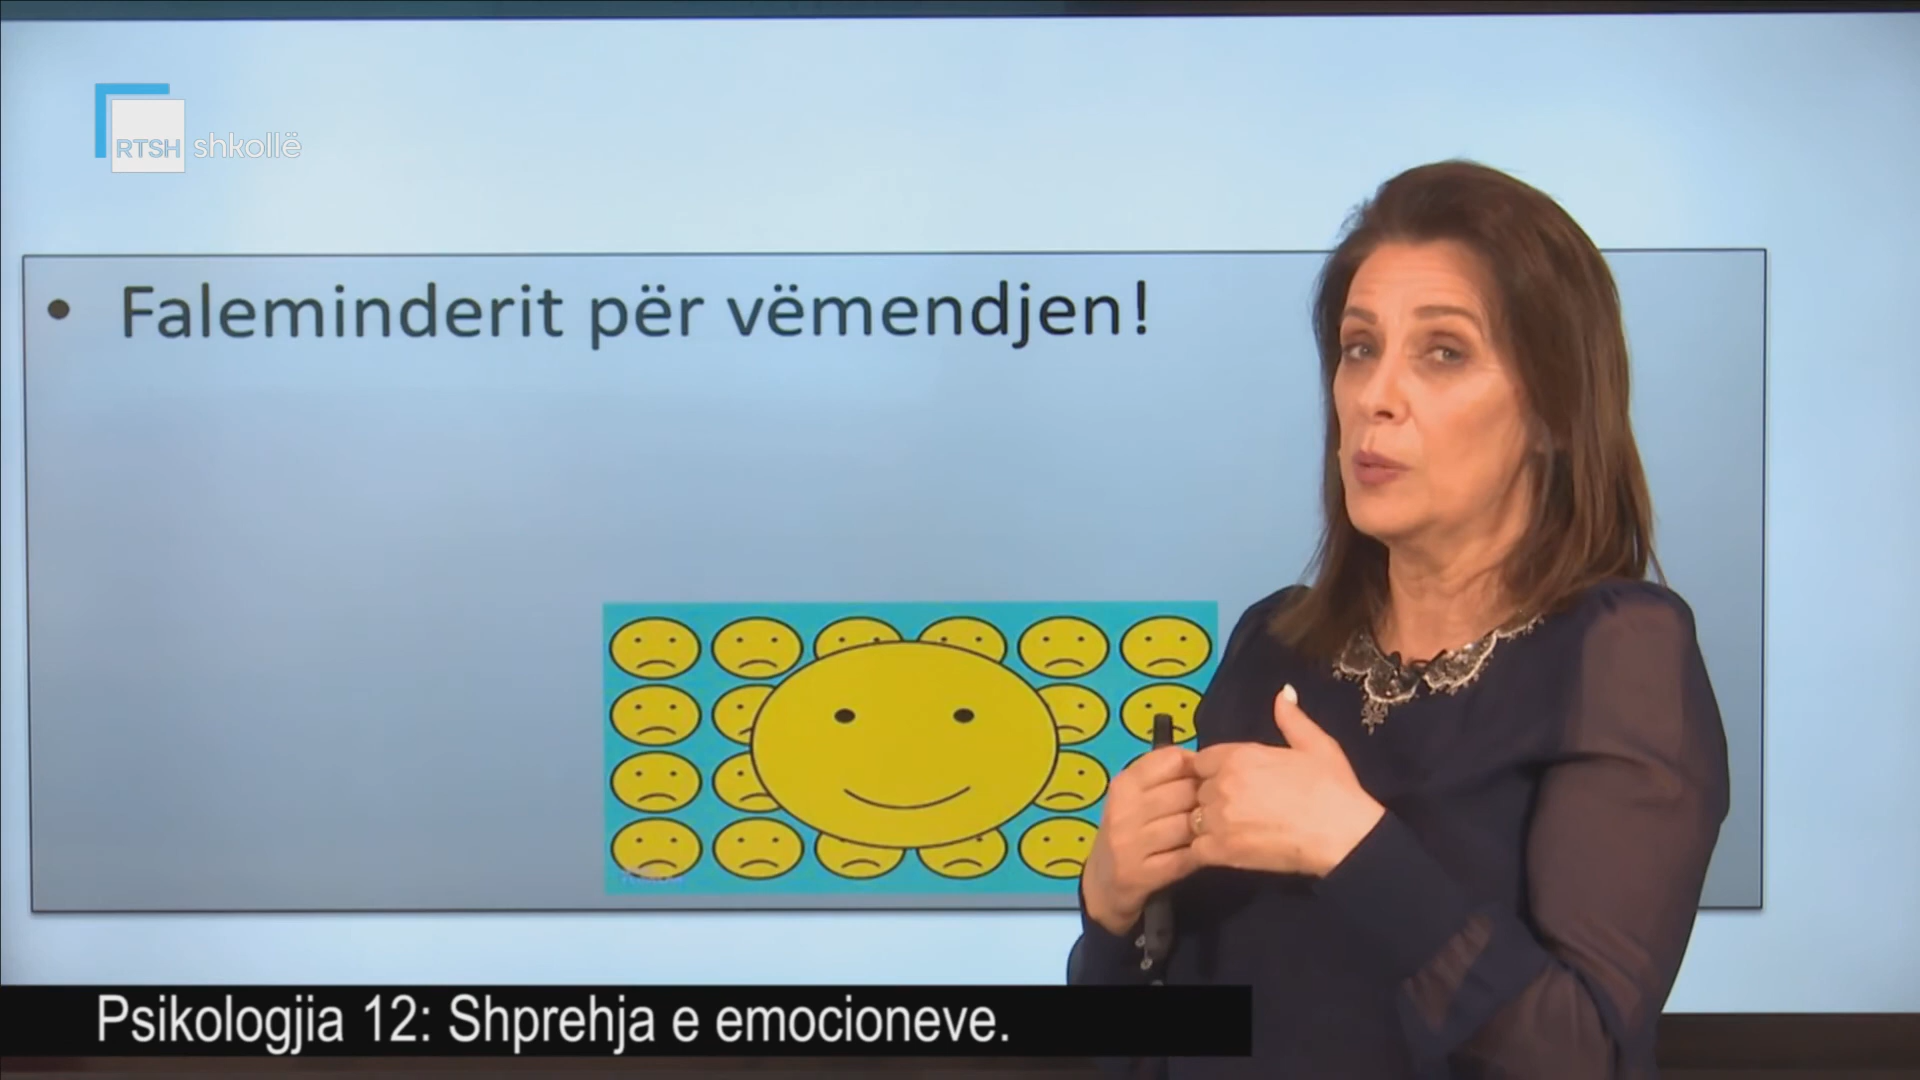 RTSH shkollë
• Faleminderit për vëmendjen!
Psikologjia 12: Shprehja e emocioneve.